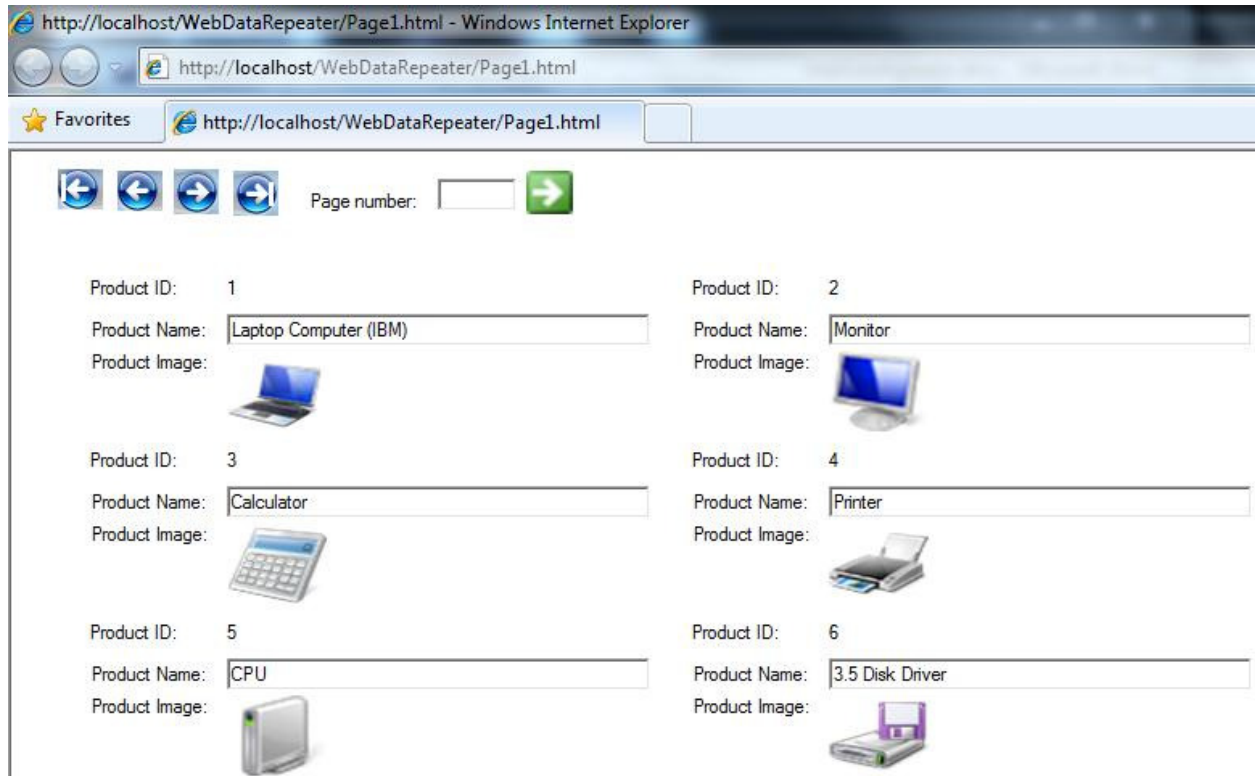 http://localhost/WebDataRepeater/Page1.html - Windows Internet Explorer
http://localhost/WebDataRepeater/Page1.html
Favorites http://localhost/WebDataRepeater/Page1.html
Page number:
Product ID: 1 Product ID: 2
Product Name: Laptop Computer (IBM) Product Name: Monitor
Product Image: Product Image:
Product ID: 3 Product ID: 4
Product Name: Calculator Product Name: Printer
Product Image: Product Image:
Product ID: 5 Product ID: 6
Product Name: CPU Product Name: 3.5 Disk Driver
Product Image: Product Image: